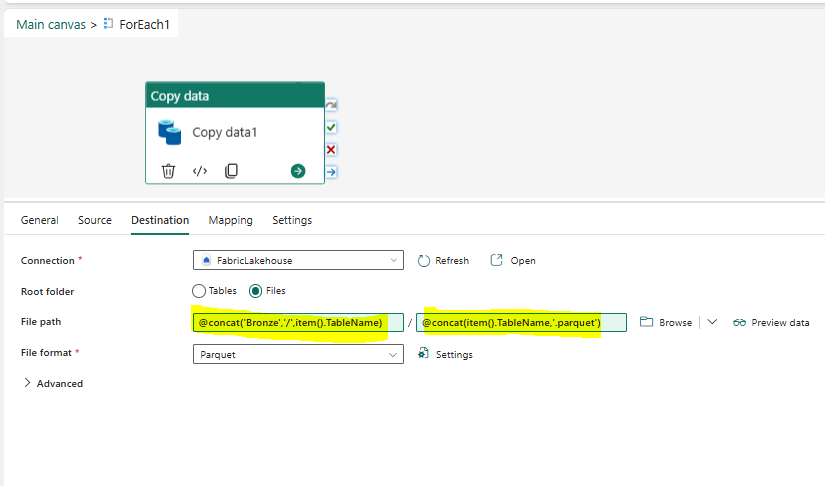 Main canvas > ForEach1
Copy data
Copy data1
General Source Destination Mapping Settings
Connection * FabricLakehouse Refresh Open
Root folder Tables Files
File path @concat('Bronze','/',item().TableName) / @concat(item().TableName,'.parquet') Browse Preview data
File format * Parquet Settings
Advanced